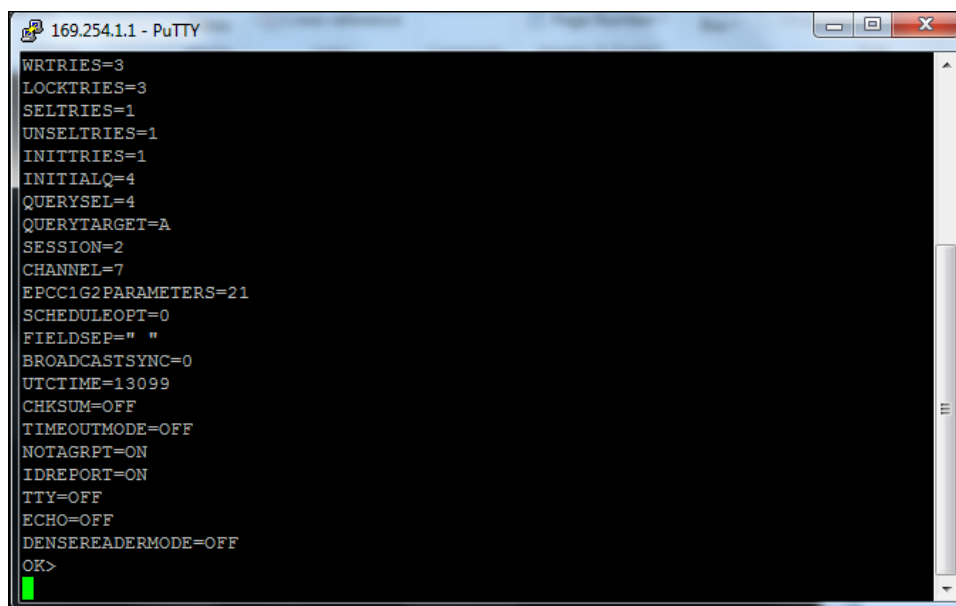 169.254.1.1 - PuTTY
WRTRIES=3
LOCKTRIES=3
SELTRIES=1
UNSELTRIES=1
INITTRIES=1
INITIALQ=4
QUERYSEL=4
QUERYTARGET=A
SESSION=2
CHANNEL=7
EPCC1G2PARAMETERS=21
SCHEDULEOPT=0
FIELDSEP=" "
BROADCASTSYNC=0
UTCTIME=13099
CHKSUM=OFF
TIMEOUTMODE=OFF
NOTAGRPT=ON
IDREPORT=ON
TTY=OFF
ECHO=OFF
DENSEREADERMODE=OFF
OK>